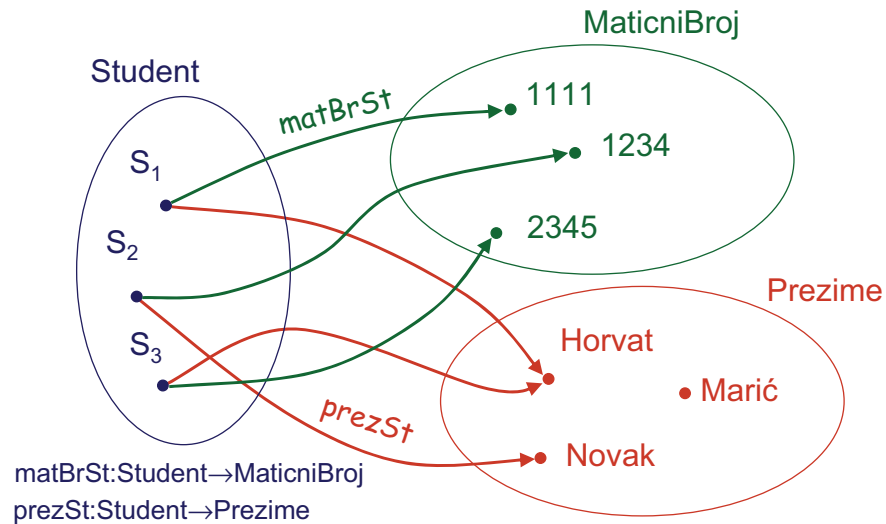 MaticniBroj
Student
matBrSt
1111
S1
1234
S2
2345
Prezime
S3
Horvat
Marić
prezSt
Novak
matBrSt:Student→MaticniBroj
prezSt:Student→Prezime